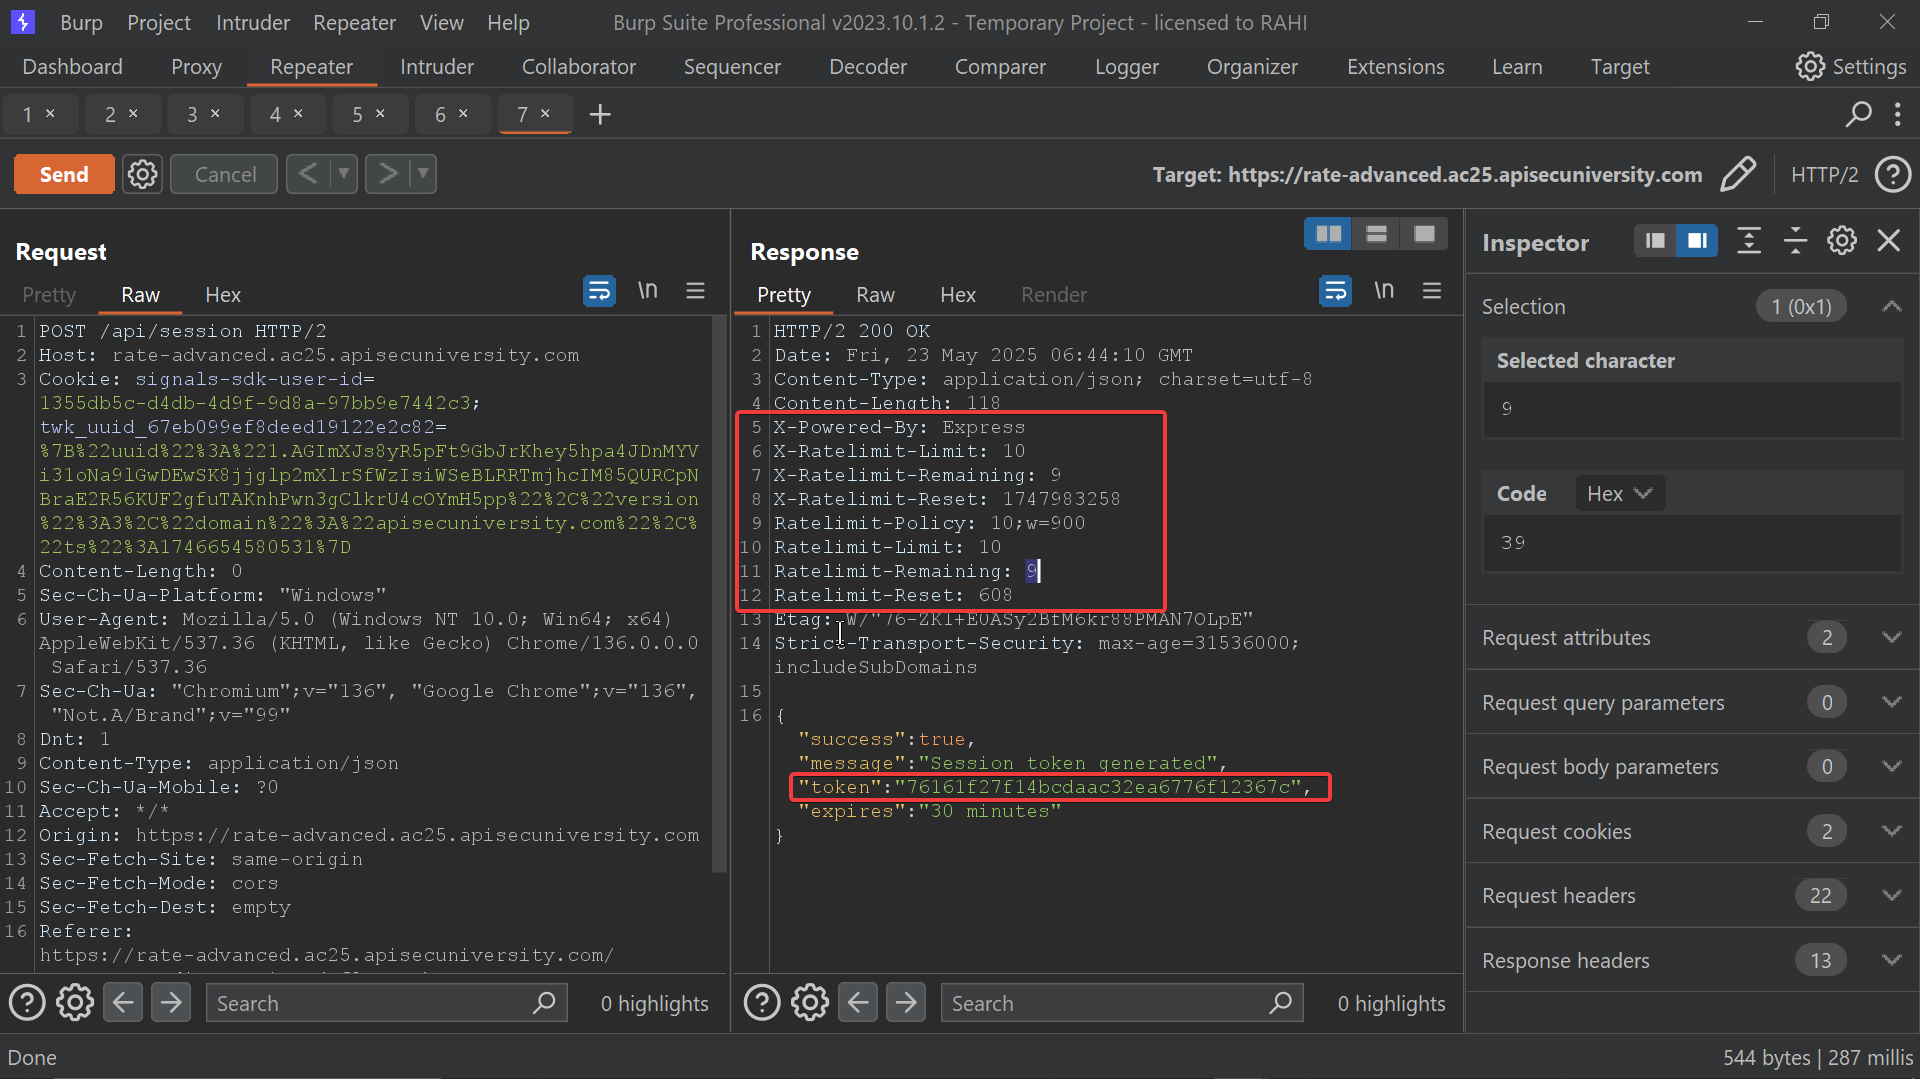 Burp Project Intruder Repeater View Help Burp Suite Professional v2023.10.1.2 - Temporary Project - licensed to RAHI
Dashboard Proxy Repeater Intruder Collaborator Sequencer Decoder Comparer Logger Organizer Extensions Learn Target Settings
1 × 2 × 3 × 4 × 5 × 6 × 7 × +
Send Cancel < > Target: https://rate-advanced.ac25.apisecuniversity.com HTTP/2 ?
Request
Pretty Raw Hex \n
1 POST /api/session HTTP/2
2 Host: rate-advanced.ac25.apisecuniversity.com
3 Cookie: signals-sdk-user-id=
1355db5c-d4db-4d9f-9d8a-97bb9e7442c3;
twk_uuid_67eb099ef8deed19122e2c82=
%7B%22uuid%22%3A%221.AGImXJs8yR5pFt9GbJrKhey5hpa4JDnMYV
i31oNa9lGwDEwSK8jjglp2mXlrSfWzIsiWSeBLRRTmjhcIM85QURCpN
BraE2R56KUF2gfuTAKnhPwn3gClkrU4cOYmH5pp%22%2C%22version
%22%3A3%2C%22domain%22%3A%22apisecuniversity.com%22%2C%
22ts%22%3A1746654580531%7D
4 Content-Length: 0
5 Sec-Ch-Ua-Platform: "Windows"
6 User-Agent: Mozilla/5.0 (Windows NT 10.0; Win64; x64)
AppleWebKit/537.36 (KHTML, like Gecko) Chrome/136.0.0.0
Safari/537.36
7 Sec-Ch-Ua: "Chromium";v="136", "Google Chrome";v="136",
"Not.A/Brand";v="99"
8 Dnt: 1
9 Content-Type: application/json
10 Sec-Ch-Ua-Mobile: ?0
11 Accept: */*
12 Origin: https://rate-advanced.ac25.apisecuniversity.com
13 Sec-Fetch-Site: same-origin
14 Sec-Fetch-Mode: cors
15 Sec-Fetch-Dest: empty
16 Referer:
https://rate-advanced.ac25.apisecuniversity.com/
? Search 0 highlights
Response
Pretty Raw Hex Render \n
1 HTTP/2 200 OK
2 Date: Fri, 23 May 2025 06:44:10 GMT
3 Content-Type: application/json; charset=utf-8
4 Content-Length: 118
5 X-Powered-By: Express
6 X-Ratelimit-Limit: 10
7 X-Ratelimit-Remaining: 9
8 X-Ratelimit-Reset: 1747983258
9 Ratelimit-Policy: 10;w=900
10 Ratelimit-Limit: 10
11 Ratelimit-Remaining: 9
12 Ratelimit-Reset: 608
13 Etag: W/"76-ZKI+E0ASy2BfM6kr88PMAN7OLpE"
14 Strict-Transport-Security: max-age=31536000;
includeSubDomains
15
16 {
"success":true,
"message":"Session token generated",
"token":"76161f27f14bcdaac32ea6776f12367c",
"expires":"30 minutes"
}
? Search 0 highlights
Inspector
Selection 1 (0x1)
Selected character
9
Code Hex
39
Request attributes 2
Request query parameters 0
Request body parameters 0
Request cookies 2
Request headers 22
Response headers 13
Done 544 bytes | 287 millis